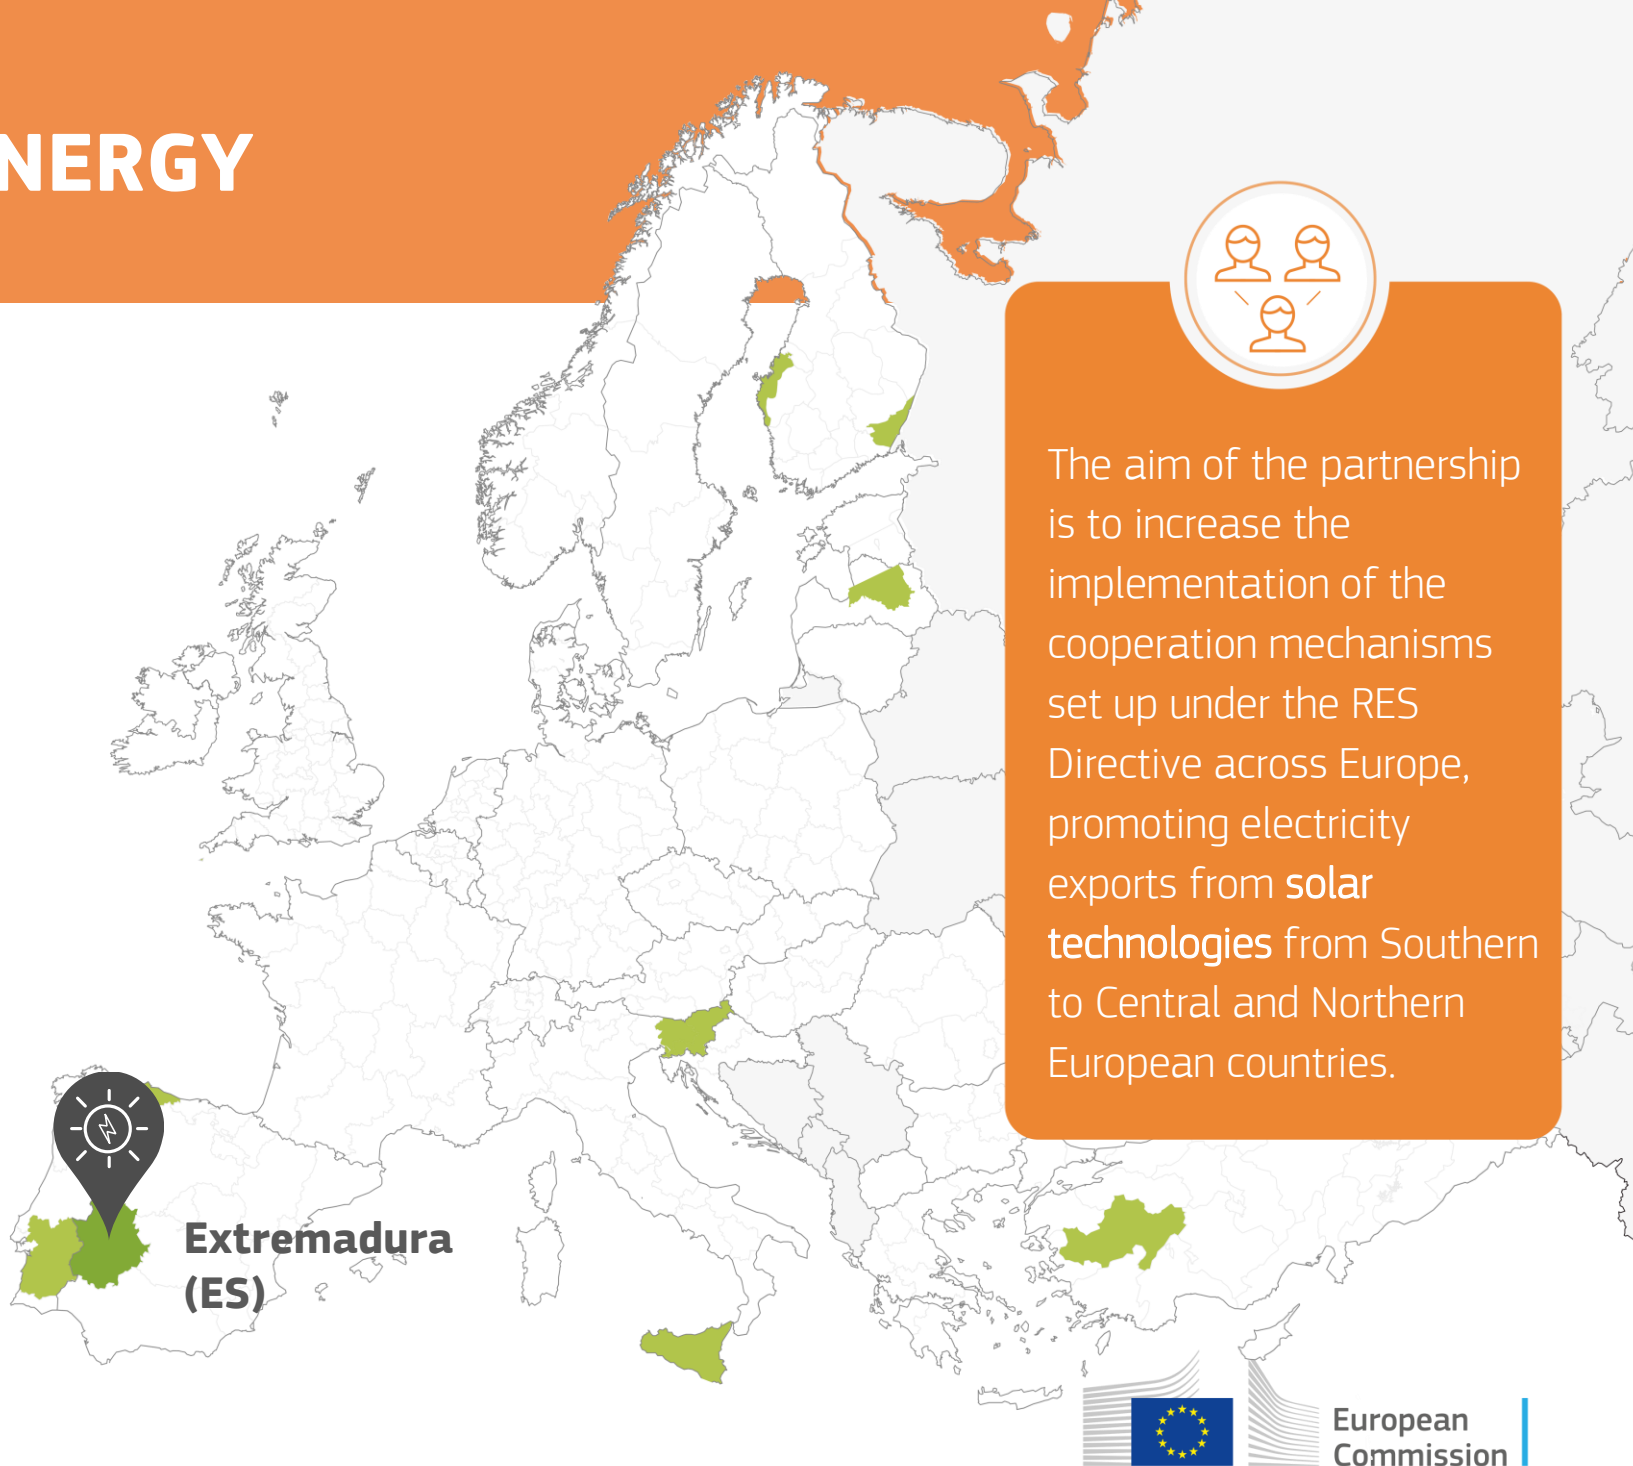 NERGY
The aim of the partnership
is to increase the
implementation of the
cooperation mechanisms
set up under the RES
Directive across Europe,
promoting electricity
exports from solar
technologies from Southern
to Central and Northern
European countries.
Extremadura
(ES)
European
Commission